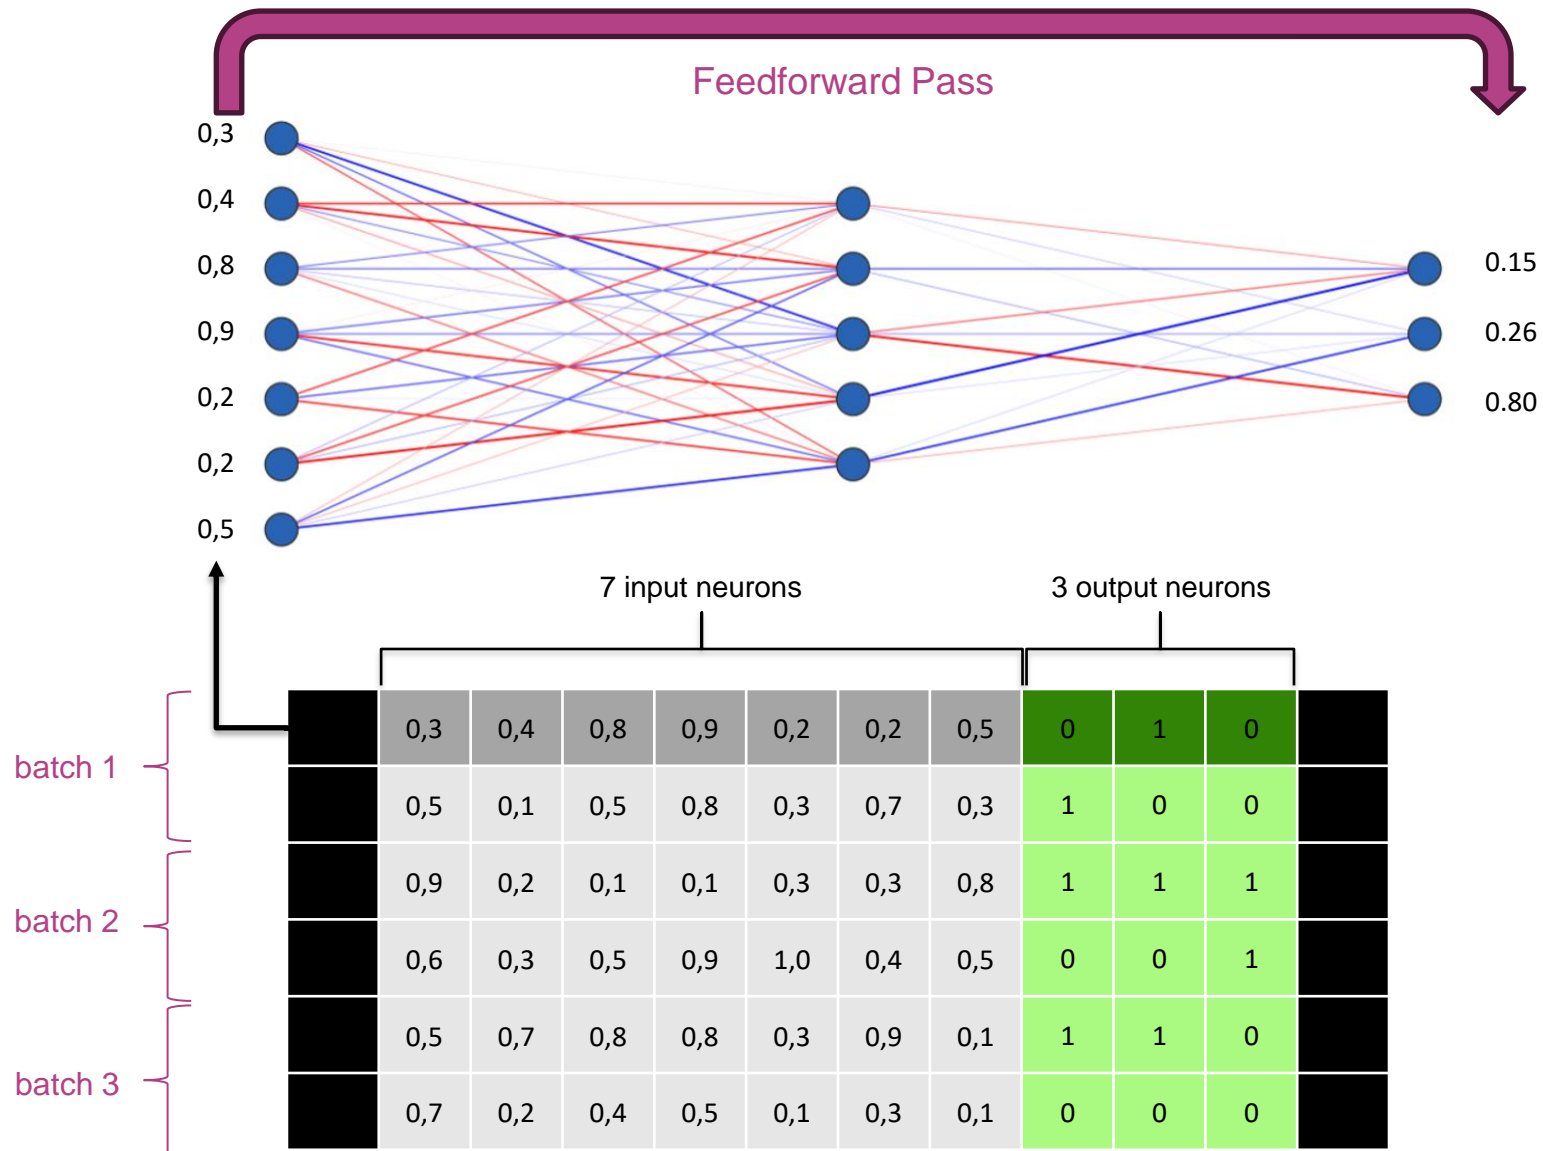 Feedforward Pass
0,3
0,4
0,8
0,9
0,2
0,2
0,5
0.15
0.26
0.80
7 input neurons 3 output neurons
batch 1
batch 2
batch 3
0,3 0,4 0,8 0,9 0,2 0,2 0,5 0 1 0
0,5 0,1 0,5 0,8 0,3 0,7 0,3 1 0 0
0,9 0,2 0,1 0,1 0,3 0,3 0,8 1 1 1
0,6 0,3 0,5 0,9 1,0 0,4 0,5 0 0 1
0,5 0,7 0,8 0,8 0,3 0,9 0,1 1 1 0
0,7 0,2 0,4 0,5 0,1 0,3 0,1 0 0 0